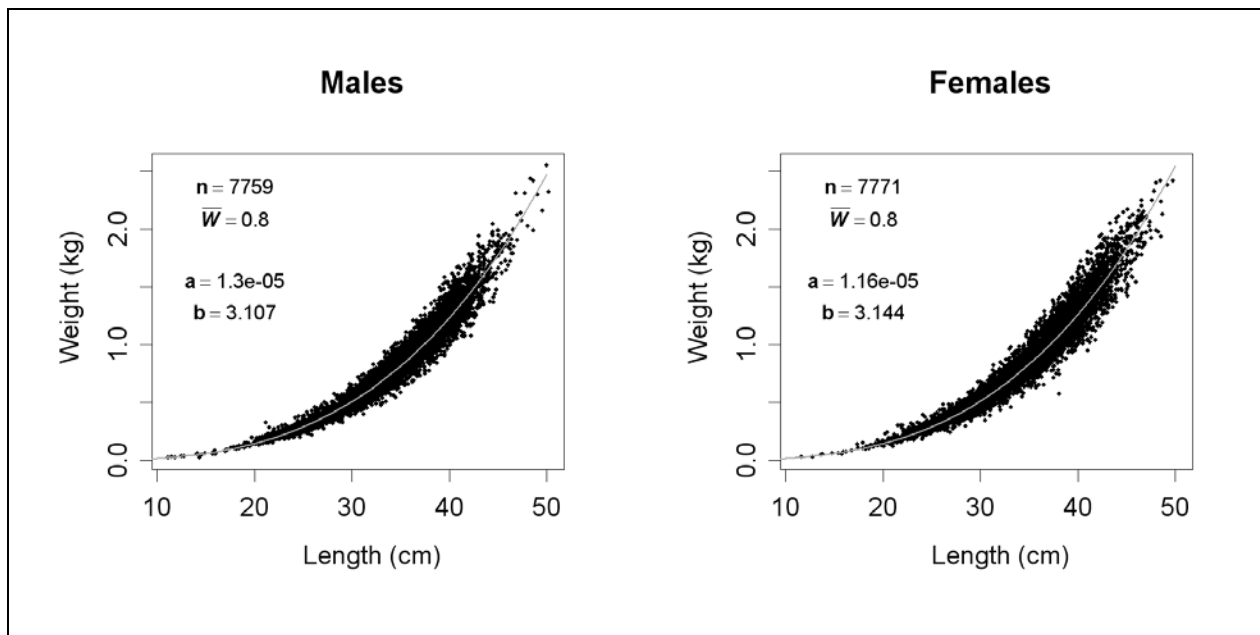 Males
n = 7759
W̅ = 0.8
a = 1.3e-05
b = 3.107
Weight (kg)
2.0
1.0
0.0
10 20 30 40 50
Length (cm)
Females
n = 7771
W̅ = 0.8
a = 1.16e-05
b = 3.144
Weight (kg)
2.0
1.0
0.0
10 20 30 40 50
Length (cm)